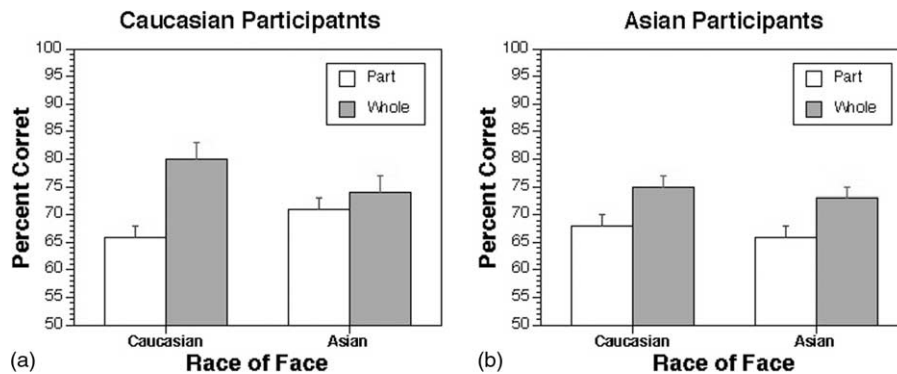 Caucasian Participatnts
100
95
90
85
80
75
70
65
60
55
50
Percent Corret
Part
Whole
Caucasian
Asian
Race of Face
(a)
Asian Participants
100
95
90
85
80
75
70
65
60
55
50
Percent Corret
Part
Whole
Caucasian
Asian
Race of Face
(b)